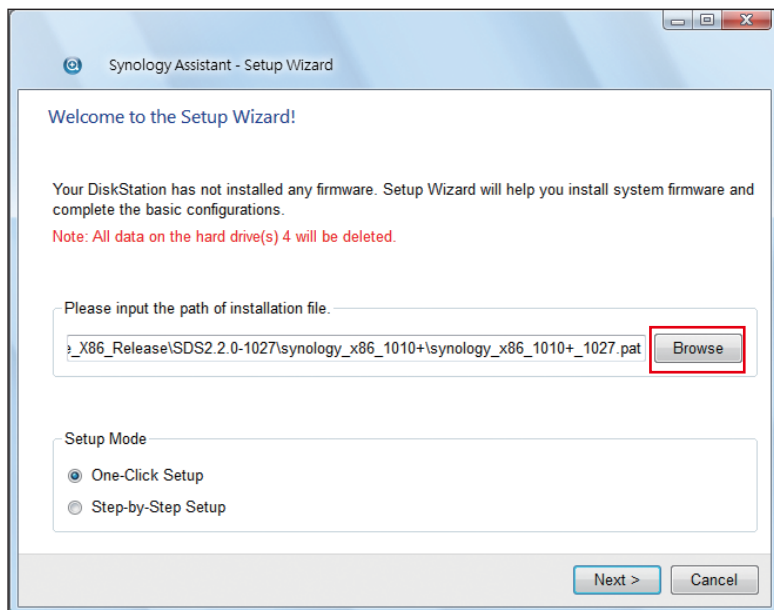 Synology Assistant - Setup Wizard
Welcome to the Setup Wizard!
Your DiskStation has not installed any firmware. Setup Wizard will help you install system firmware and
complete the basic configurations.
Note: All data on the hard drive(s) 4 will be deleted.
Please input the path of installation file.
_X86_Release\SDS2.2.0-1027\synology_x86_1010+\synology_x86_1010+_1027.pat
Browse
Setup Mode
One-Click Setup
Step-by-Step Setup
Next >
Cancel